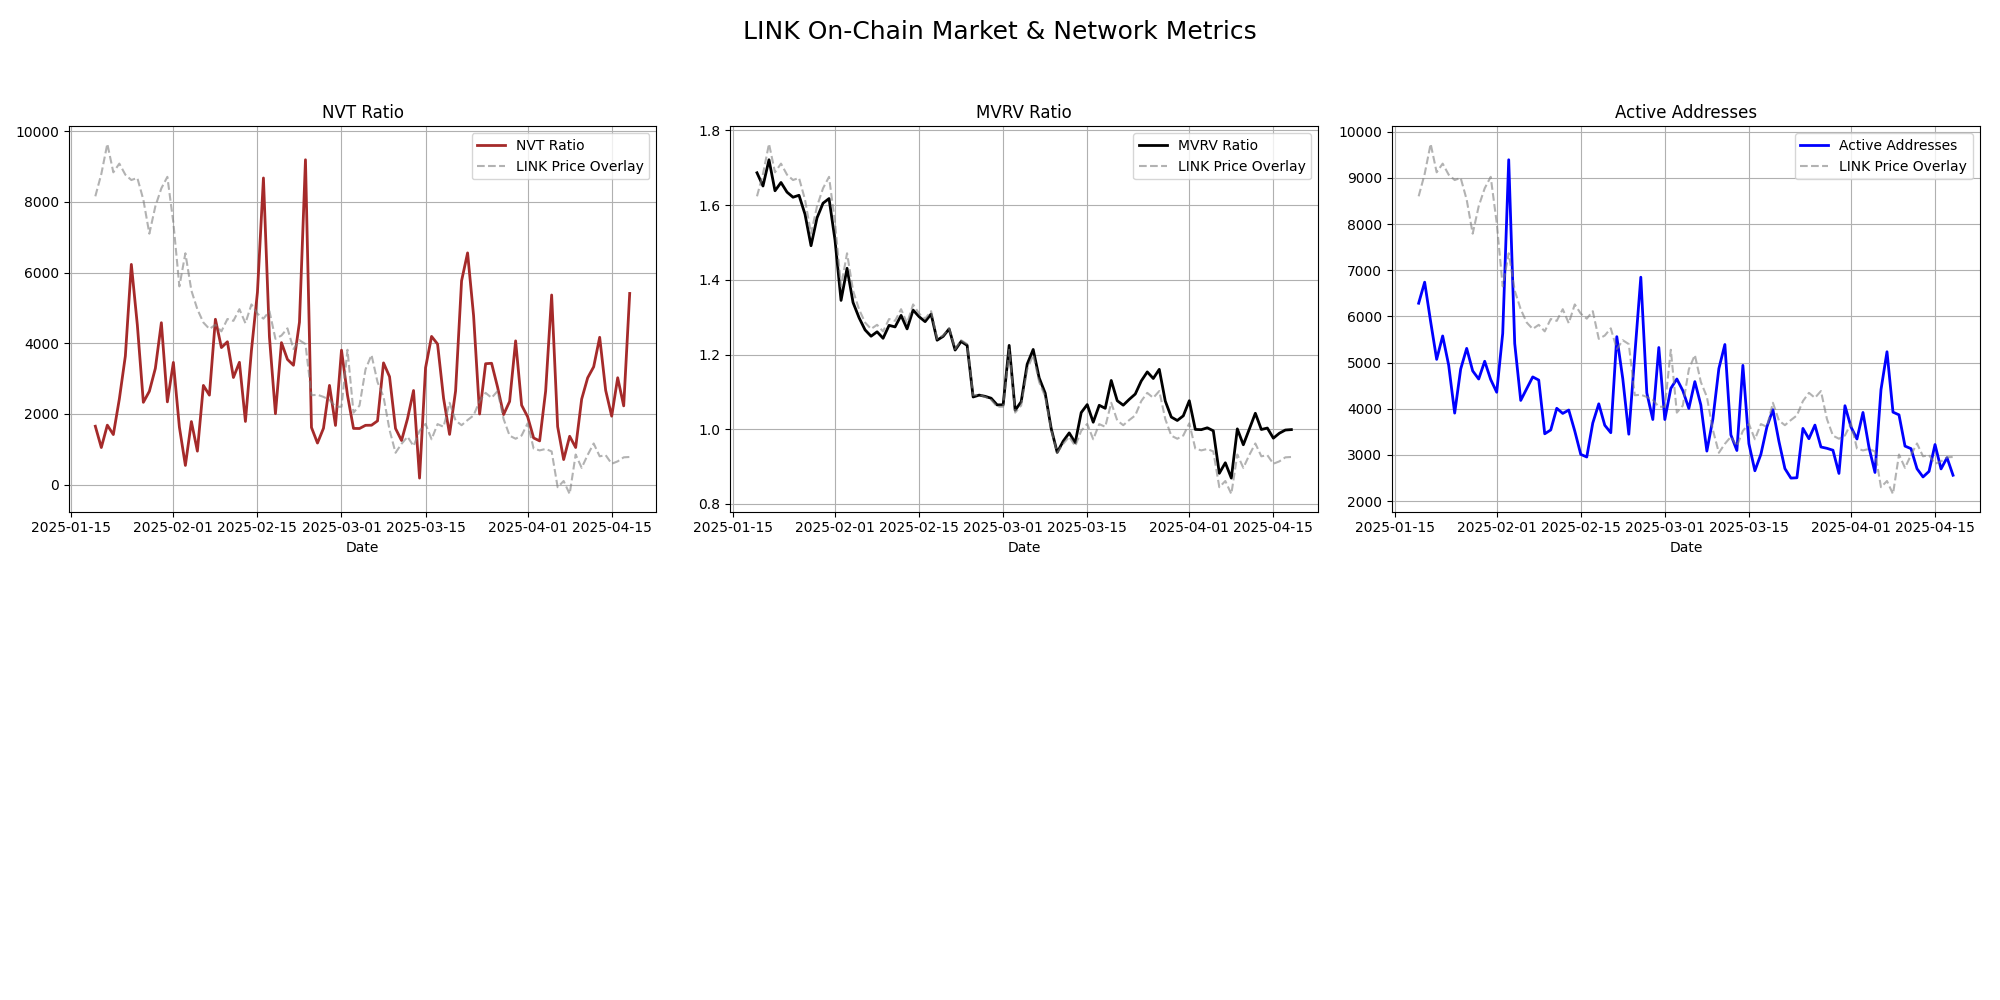 LINK On-Chain Market & Network Metrics
NVT Ratio
10000
8000
6000
4000
2000
0
NVT Ratio
LINK Price Overlay
2025-01-15 2025-02-01 2025-02-15 2025-03-01 2025-03-15 2025-04-01 2025-04-15
Date
MVRV Ratio
1.8
1.6
1.4
1.2
1.0
0.8
MVRV Ratio
LINK Price Overlay
2025-01-15 2025-02-01 2025-02-15 2025-03-01 2025-03-15 2025-04-01 2025-04-15
Date
Active Addresses
10000
9000
8000
7000
6000
5000
4000
3000
2000
Active Addresses
LINK Price Overlay
2025-01-15 2025-02-01 2025-02-15 2025-03-01 2025-03-15 2025-04-01 2025-04-15
Date